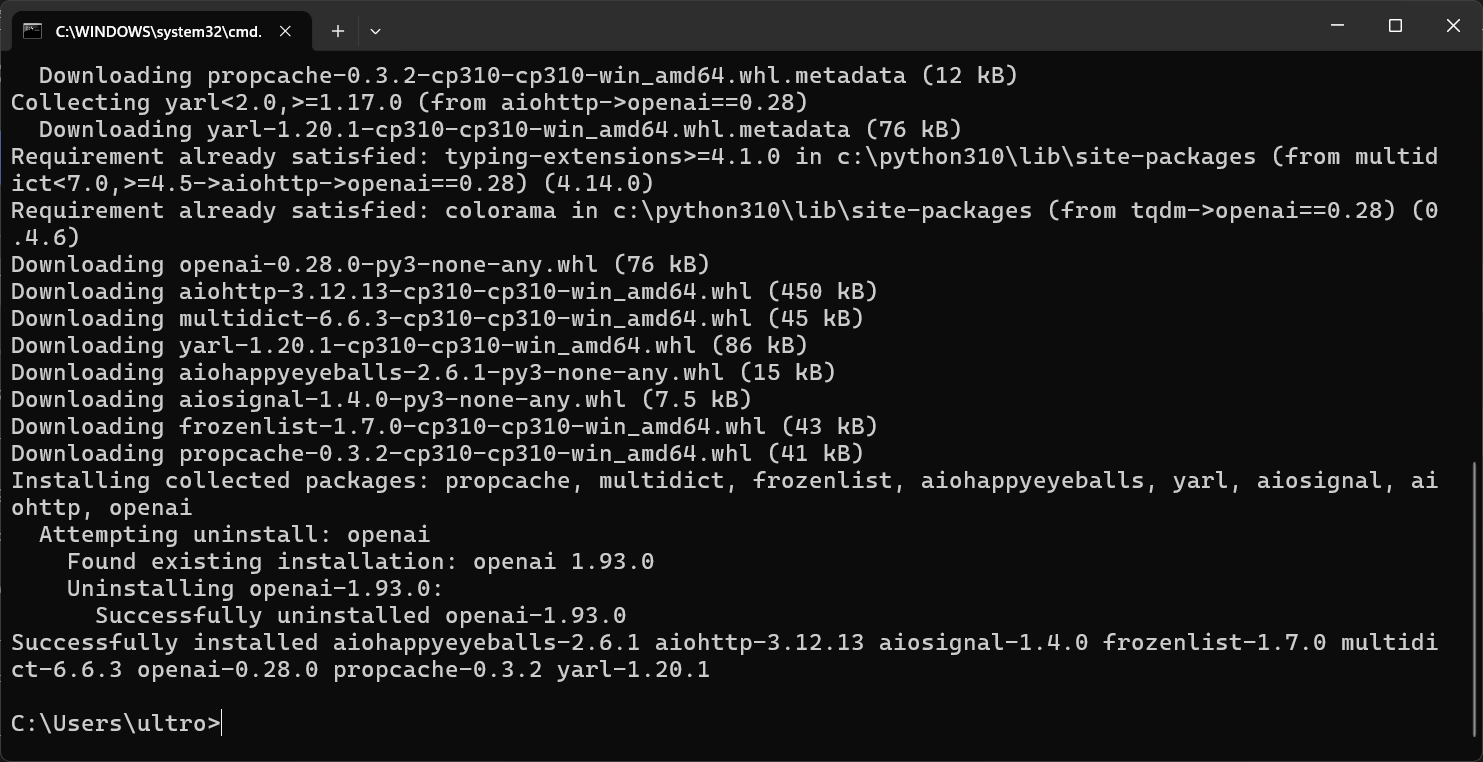 C:\WINDOWS\system32\cmd.
  Downloading propcache-0.3.2-cp310-cp310-win_amd64.whl.metadata (12 kB)
Collecting yarl<2.0,>=1.17.0 (from aiohttp->openai==0.28)
  Downloading yarl-1.20.1-cp310-cp310-win_amd64.whl.metadata (76 kB)
Requirement already satisfied: typing-extensions>=4.1.0 in c:\python310\lib\site-packages (from multid
ict<7.0,>=4.5->aiohttp->openai==0.28) (4.14.0)
Requirement already satisfied: colorama in c:\python310\lib\site-packages (from tqdm->openai==0.28) (0
.4.6)
Downloading openai-0.28.0-py3-none-any.whl (76 kB)
Downloading aiohttp-3.12.13-cp310-cp310-win_amd64.whl (450 kB)
Downloading multidict-6.6.3-cp310-cp310-win_amd64.whl (45 kB)
Downloading yarl-1.20.1-cp310-cp310-win_amd64.whl (86 kB)
Downloading aiohappyeyeballs-2.6.1-py3-none-any.whl (15 kB)
Downloading aiosignal-1.4.0-py3-none-any.whl (7.5 kB)
Downloading frozenlist-1.7.0-cp310-cp310-win_amd64.whl (43 kB)
Downloading propcache-0.3.2-cp310-cp310-win_amd64.whl (41 kB)
Installing collected packages: propcache, multidict, frozenlist, aiohappyeyeballs, yarl, aiosignal, ai
ohttp, openai
  Attempting uninstall: openai
    Found existing installation: openai 1.93.0
    Uninstalling openai-1.93.0:
      Successfully uninstalled openai-1.93.0
Successfully installed aiohappyeyeballs-2.6.1 aiohttp-3.12.13 aiosignal-1.4.0 frozenlist-1.7.0 multidi
ct-6.6.3 openai-0.28.0 propcache-0.3.2 yarl-1.20.1

C:\Users\ultro>